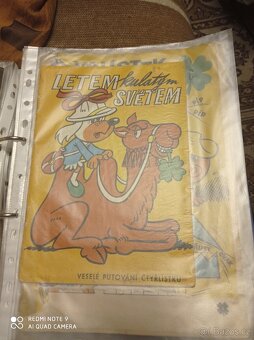 LETEM
kulatým
SVĚTEM
VESELÉ PUTOVÁNÍ ČTYŘLÍSTKU
REDMI NOTE 9
AI QUAD CAMERA